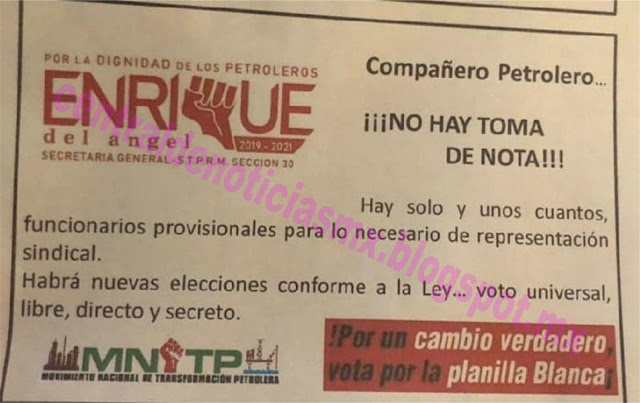 POR LA DIGNIDAD DE LOS PETROLEROS
ENRIQUE
del angel 2019 - 2021
SECRETARIA GENERAL - S.T.P.R.M. SECCION 30
Compañero Petrolero...
¡¡¡NO HAY TOMA
DE NOTA!!!
Hay solo y unos cuantos,
funcionarios provisionales para lo necesario de representación
sindical.
Habrá nuevas elecciones conforme a la Ley... voto universal,
libre, directo y secreto.
MNTP
MOVIMIENTO NACIONAL DE TRANSFORMACIÓN PETROLERA
!Por un cambio verdadero,
vota por la planilla Blanca¡
centraldenoticiasmx.blogspot.mx